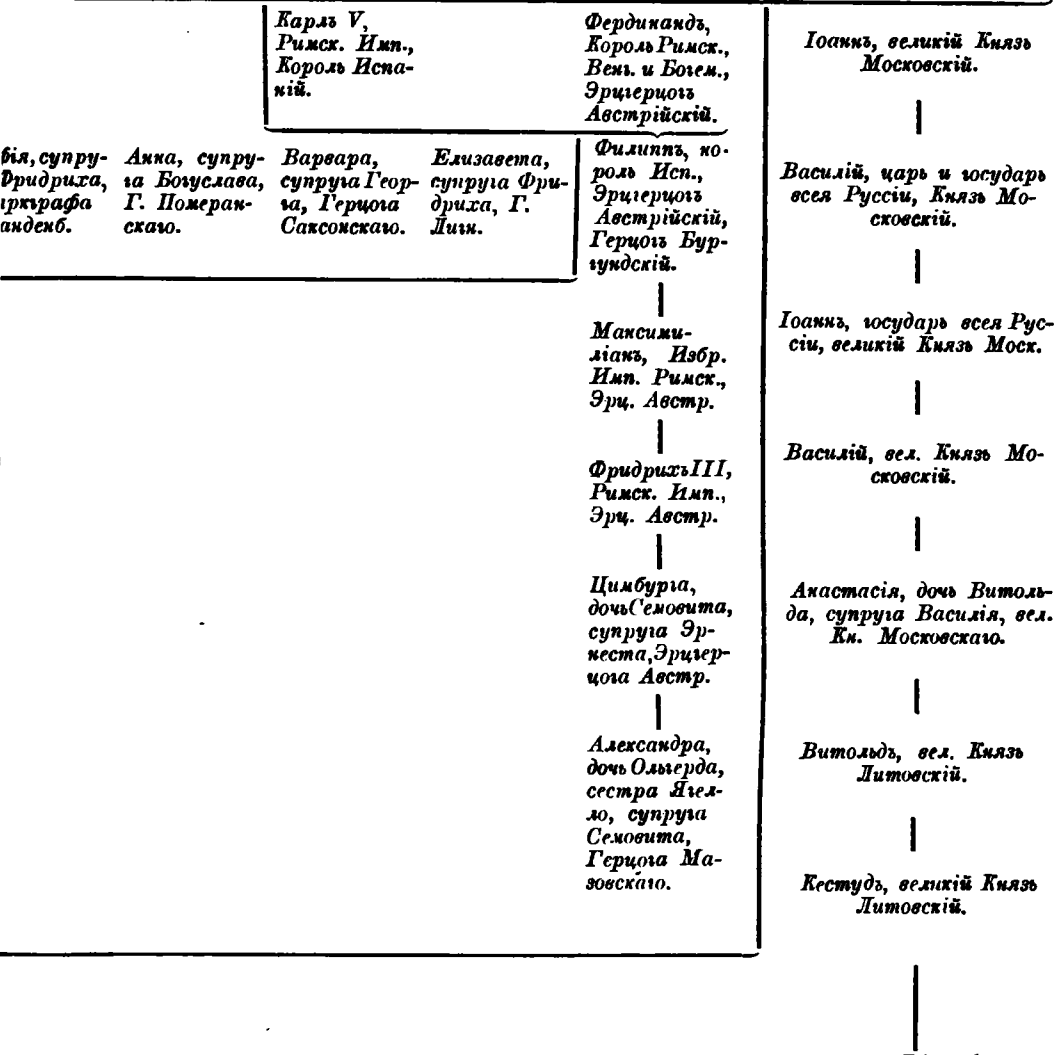 Карлъ V,
Римск. Имп.,
Король Испа-
ній.
Фердинандъ,
Король Римск.,
Венг. и Богем.,
Эрцгерцогъ
Австрійскій.
Іоаннъ, великій Князь
Московскій.
бія, супру-
Фридриха,
ркграфа
анденб.
Анна, супру-
га Богуслава,
Г. Померан-
скаго.
Варвара,
супруга Геор-
га, Герцога
Саксонскаго.
Елизавета,
супруга Фри-
дриха, Г.
Лигн.
Филиппъ, ко-
роль Исп.,
Эрцгерцогъ
Австрійскій,
Герцогъ Бур-
гундскій.
Василій, царь и государь
всея Руссіи, Князь Мо-
сковскій.
Максими-
ліанъ, Избр.
Имп. Римск.,
Эрц. Австр.
Іоаннъ, государь всея Рус-
сіи, великій Князь Моск.
Фридрихъ III,
Римск. Имп.,
Эрц. Австр.
Василій, вел. Князь Мо-
сковскій.
Цимбурга,
дочь Семовита,
супруга Эр-
неста, Эрцгер-
цога Австр.
Анастасія, дочь Витоль-
да, супруга Василія, вел.
Кн. Московскаго.
Александра,
дочь Ольгерда,
сестра Ягел-
ло, супруга
Семовита,
Герцога Ма-
зовскаго.
Витольдъ, вел. Князь
Литовскій.
Кестудъ, великій Князь
Литовскій.